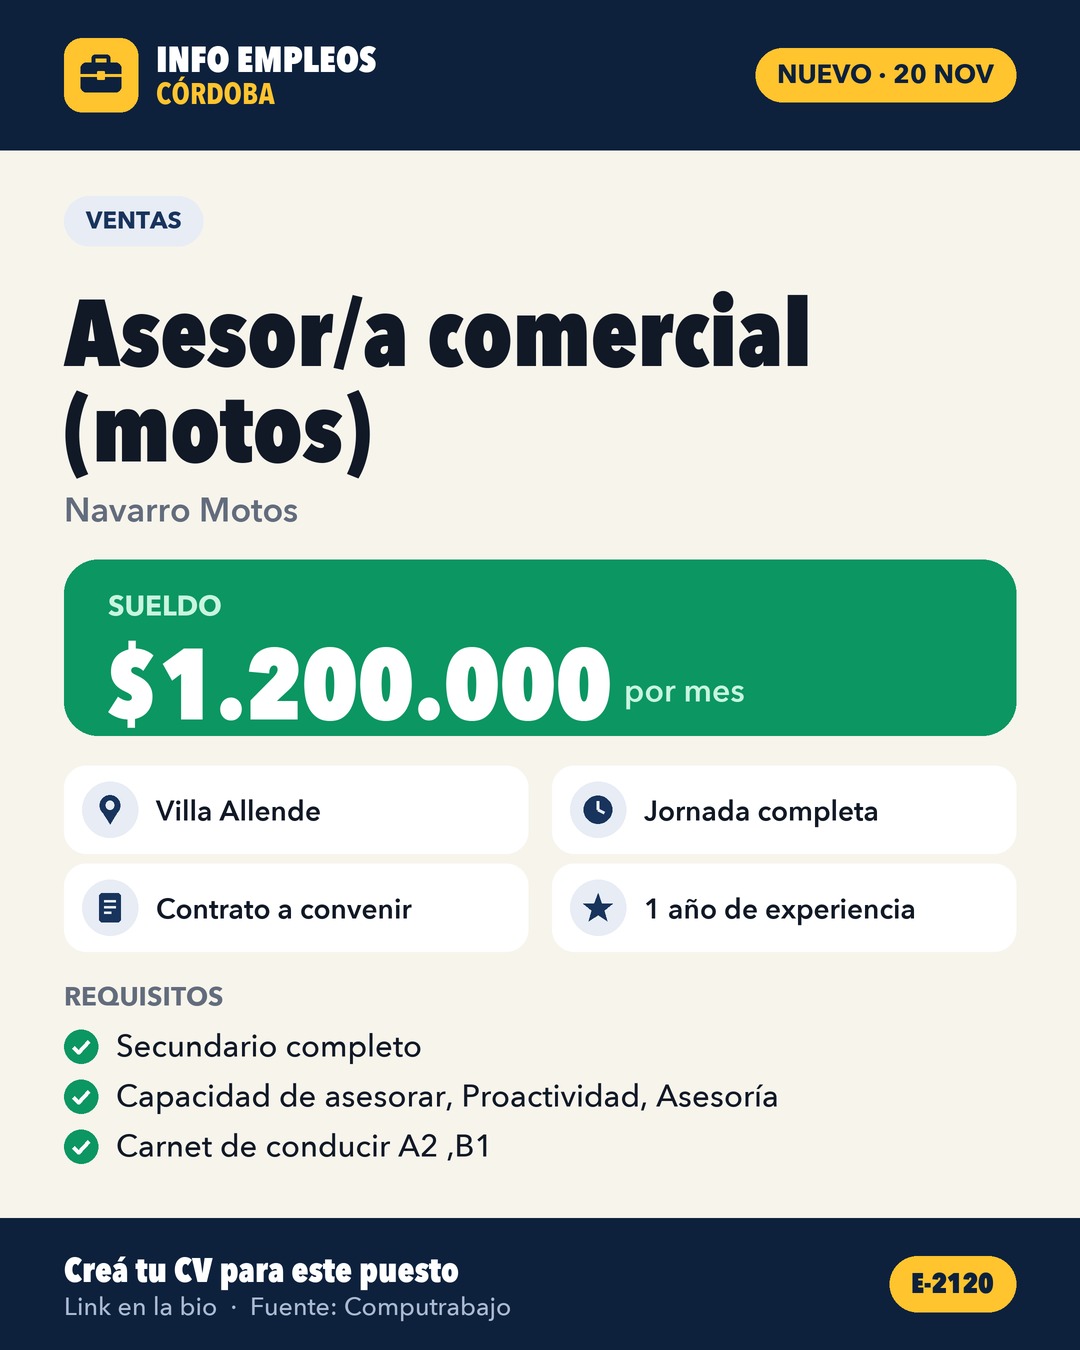 INFO EMPLEOS
CÓRDOBA
NUEVO · 20 NOV
VENTAS
Asesor/a comercial
(motos)
Navarro Motos
SUELDO
$1.200.000 por mes
Villa Allende
Jornada completa
Contrato a convenir
1 año de experiencia
REQUISITOS
Secundario completo
Capacidad de asesorar, Proactividad, Asesoría
Carnet de conducir A2 ,B1
Creá tu CV para este puesto
Link en la bio · Fuente: Computrabajo
E-2120